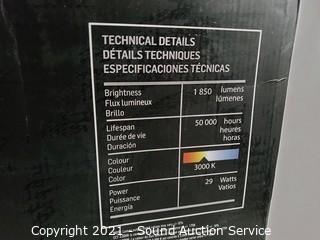 TECHNICAL DETAILS
DÉTAILS TECHNIQUES
ESPECIFICACIONES TÉCNICAS
Brightness 1 850 lumens
Flux lumineux lúmenes
Brillo
Lifespan 50 000 hours
Durée de vie heures
Duración horas
Colour
Couleur
Color 3000 K
Power 29 Watts
Puissance Vatios
Energía
Copyright 2021 - Sound Auction Service